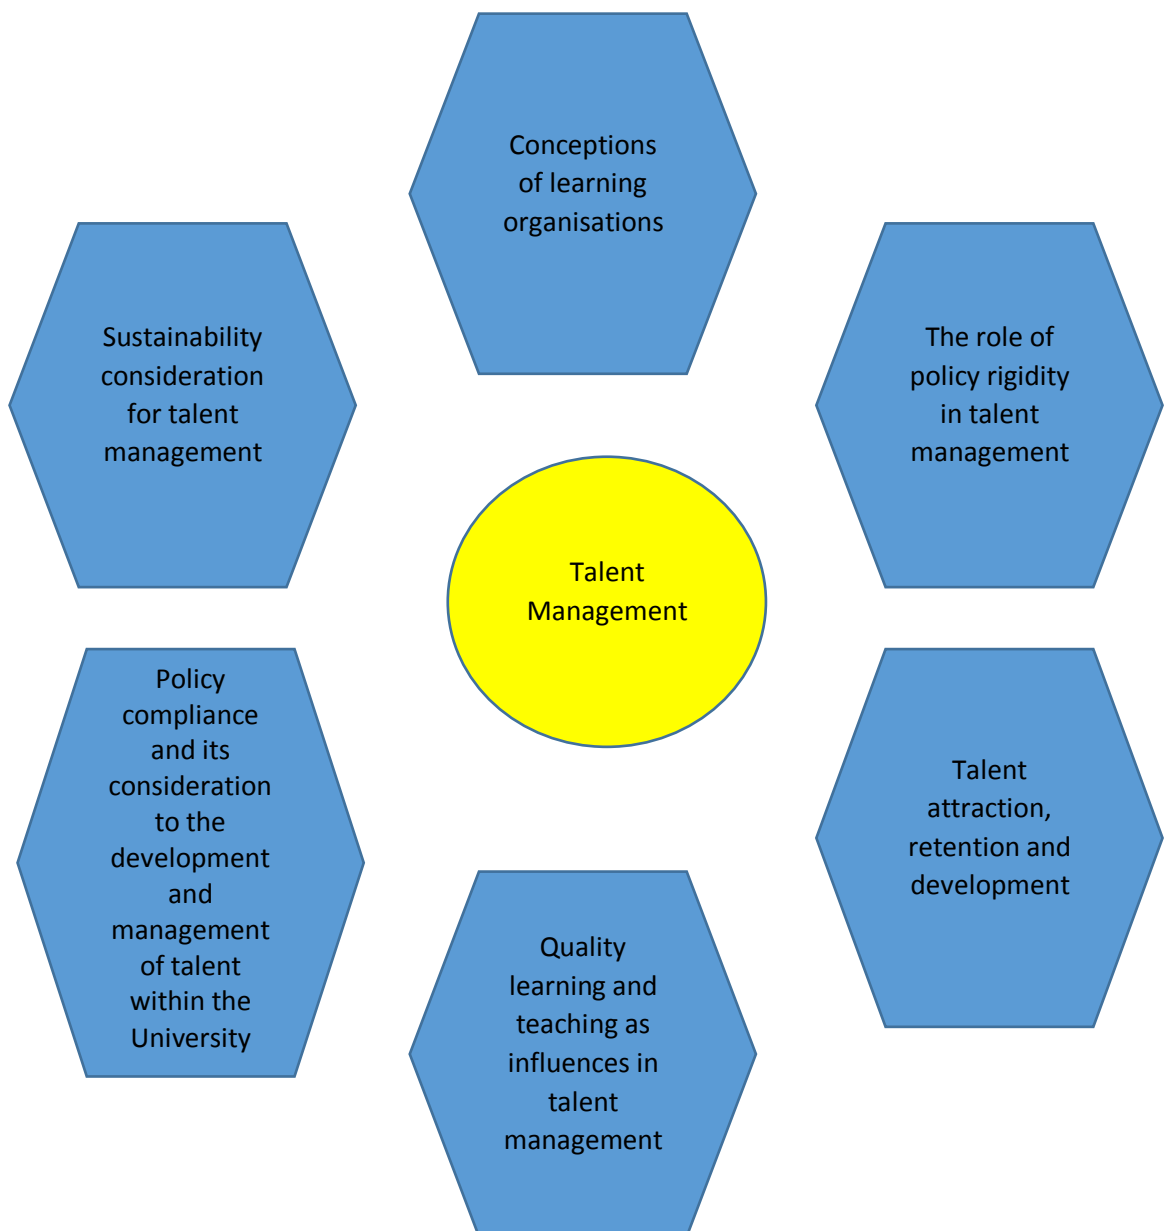 Conceptions
of learning
organisations
Sustainability
consideration
for talent
management
The role of
policy rigidity
in talent
management
Talent
Management
Policy
compliance
and its
consideration
to the
development
and
management
of talent
within the
University
Talent
attraction,
retention and
development
Quality
learning and
teaching as
influences in
talent
management